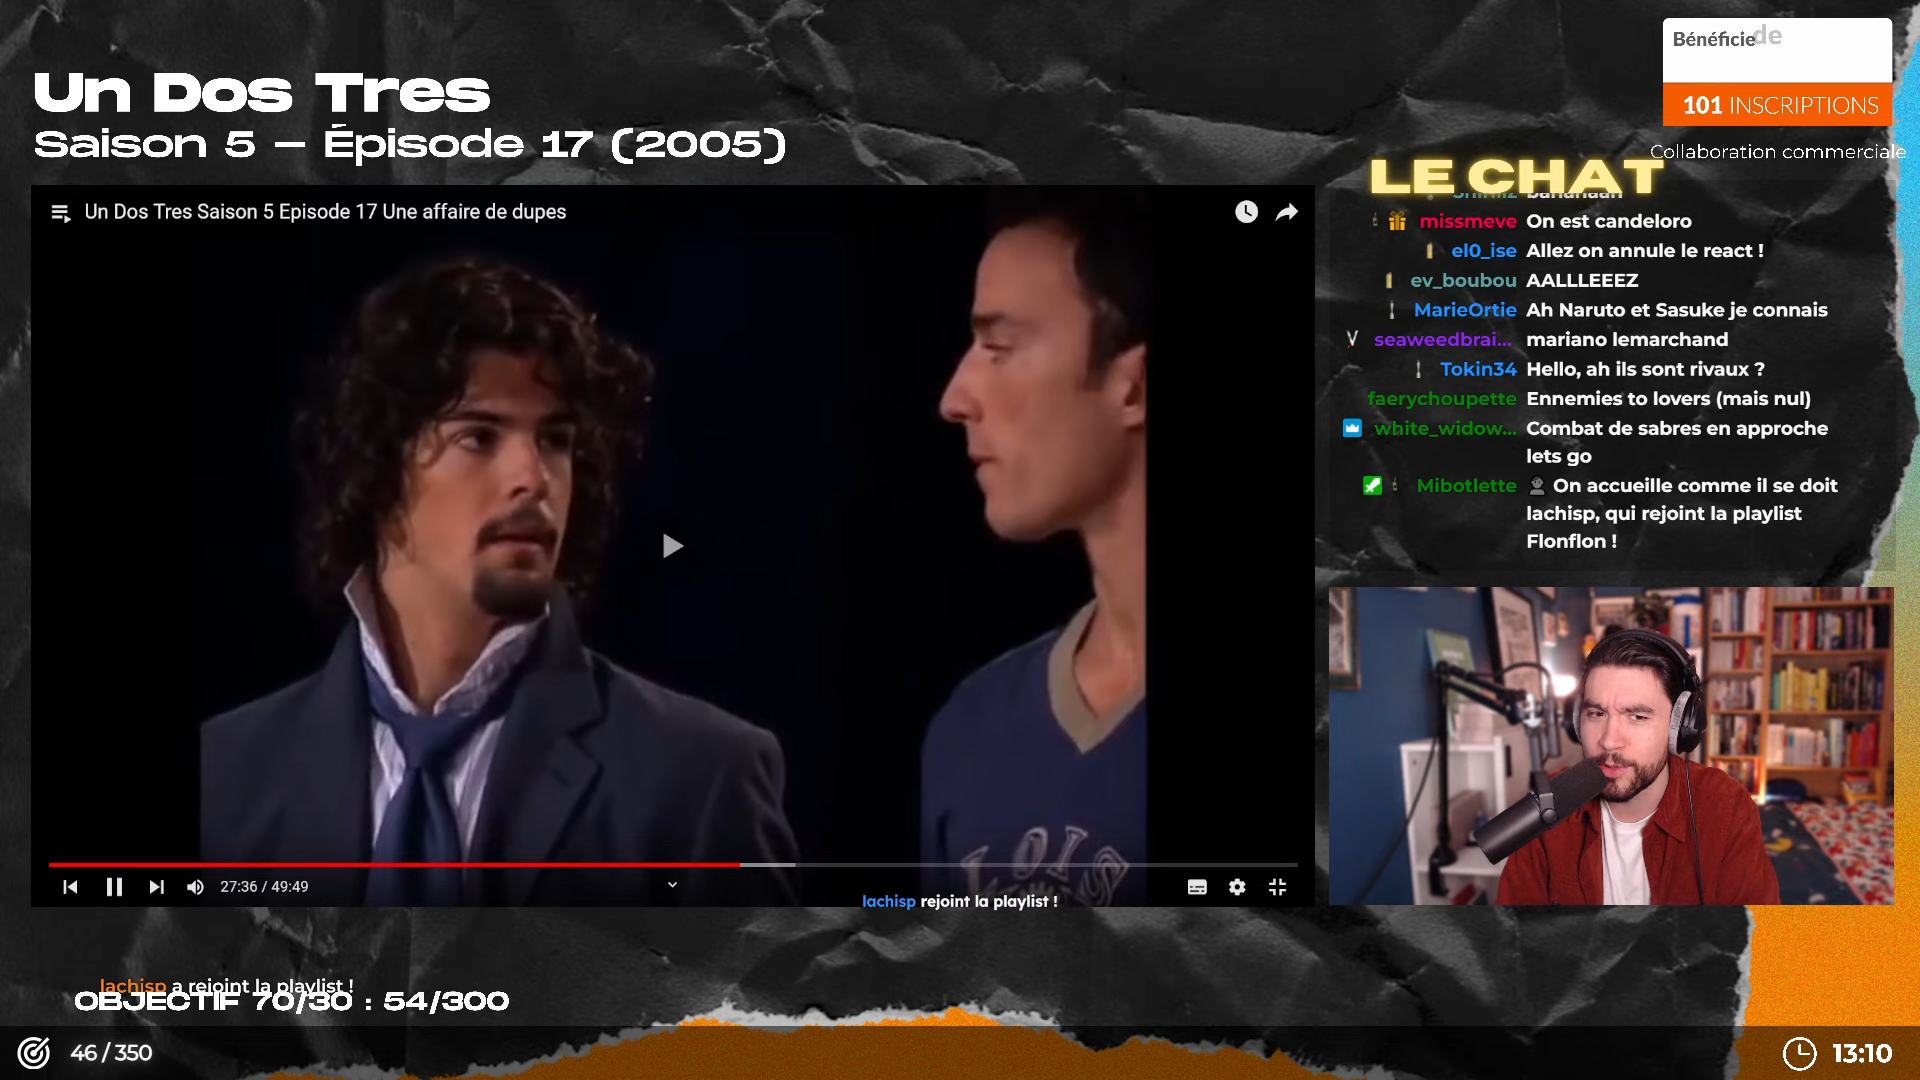 Un Dos Tres
Saison 5 – Épisode 17 (2005)
Bénéficie de
101 INSCRIPTIONS
Collaboration commerciale
LE CHAT
Un Dos Tres Saison 5 Episode 17 Une affaire de dupes
missmeve On est candeloro
el0_ise Allez on annule le react !
ev_boubou AALLLEEEZ
MarieOrtie Ah Naruto et Sasuke je connais
seaweedbrai... mariano lemarchand
Tokin34 Hello, ah ils sont rivaux ?
faerychoupette Ennemies to lovers (mais nul)
white_widow... Combat de sabres en approche
lets go
Mibotlette On accueille comme il se doit
lachisp, qui rejoint la playlist
Flonflon !
LOIS
27:36 / 49:49
lachisp rejoint la playlist !
lachisp a rejoint la playlist !
OBJECTIF 70/30 : 54/300
46 / 350
13:10